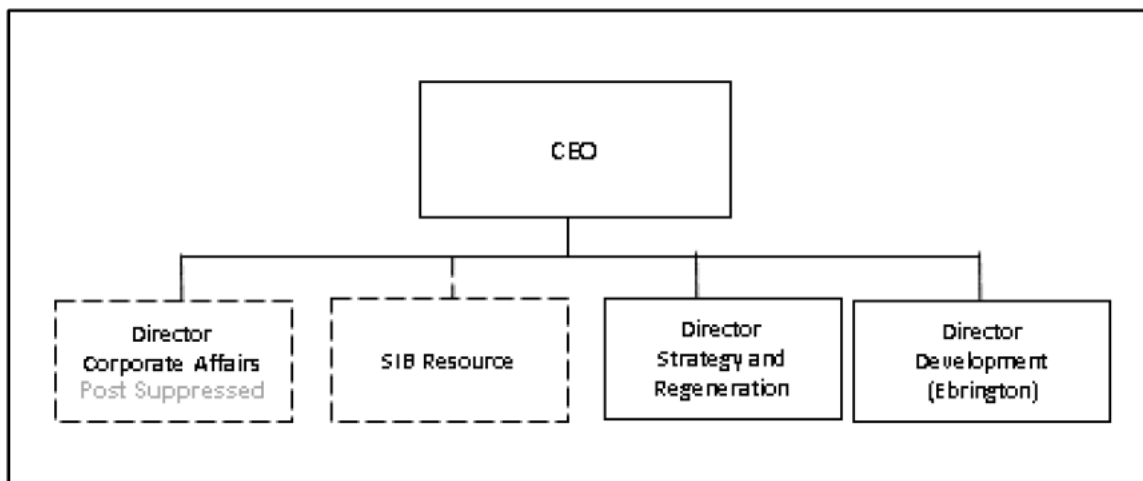 CEO
Director
Corporate Affairs
Post Suppressed
SIB Resource
Director
Strategy and
Regeneration
Director
Development
(Ebrington)